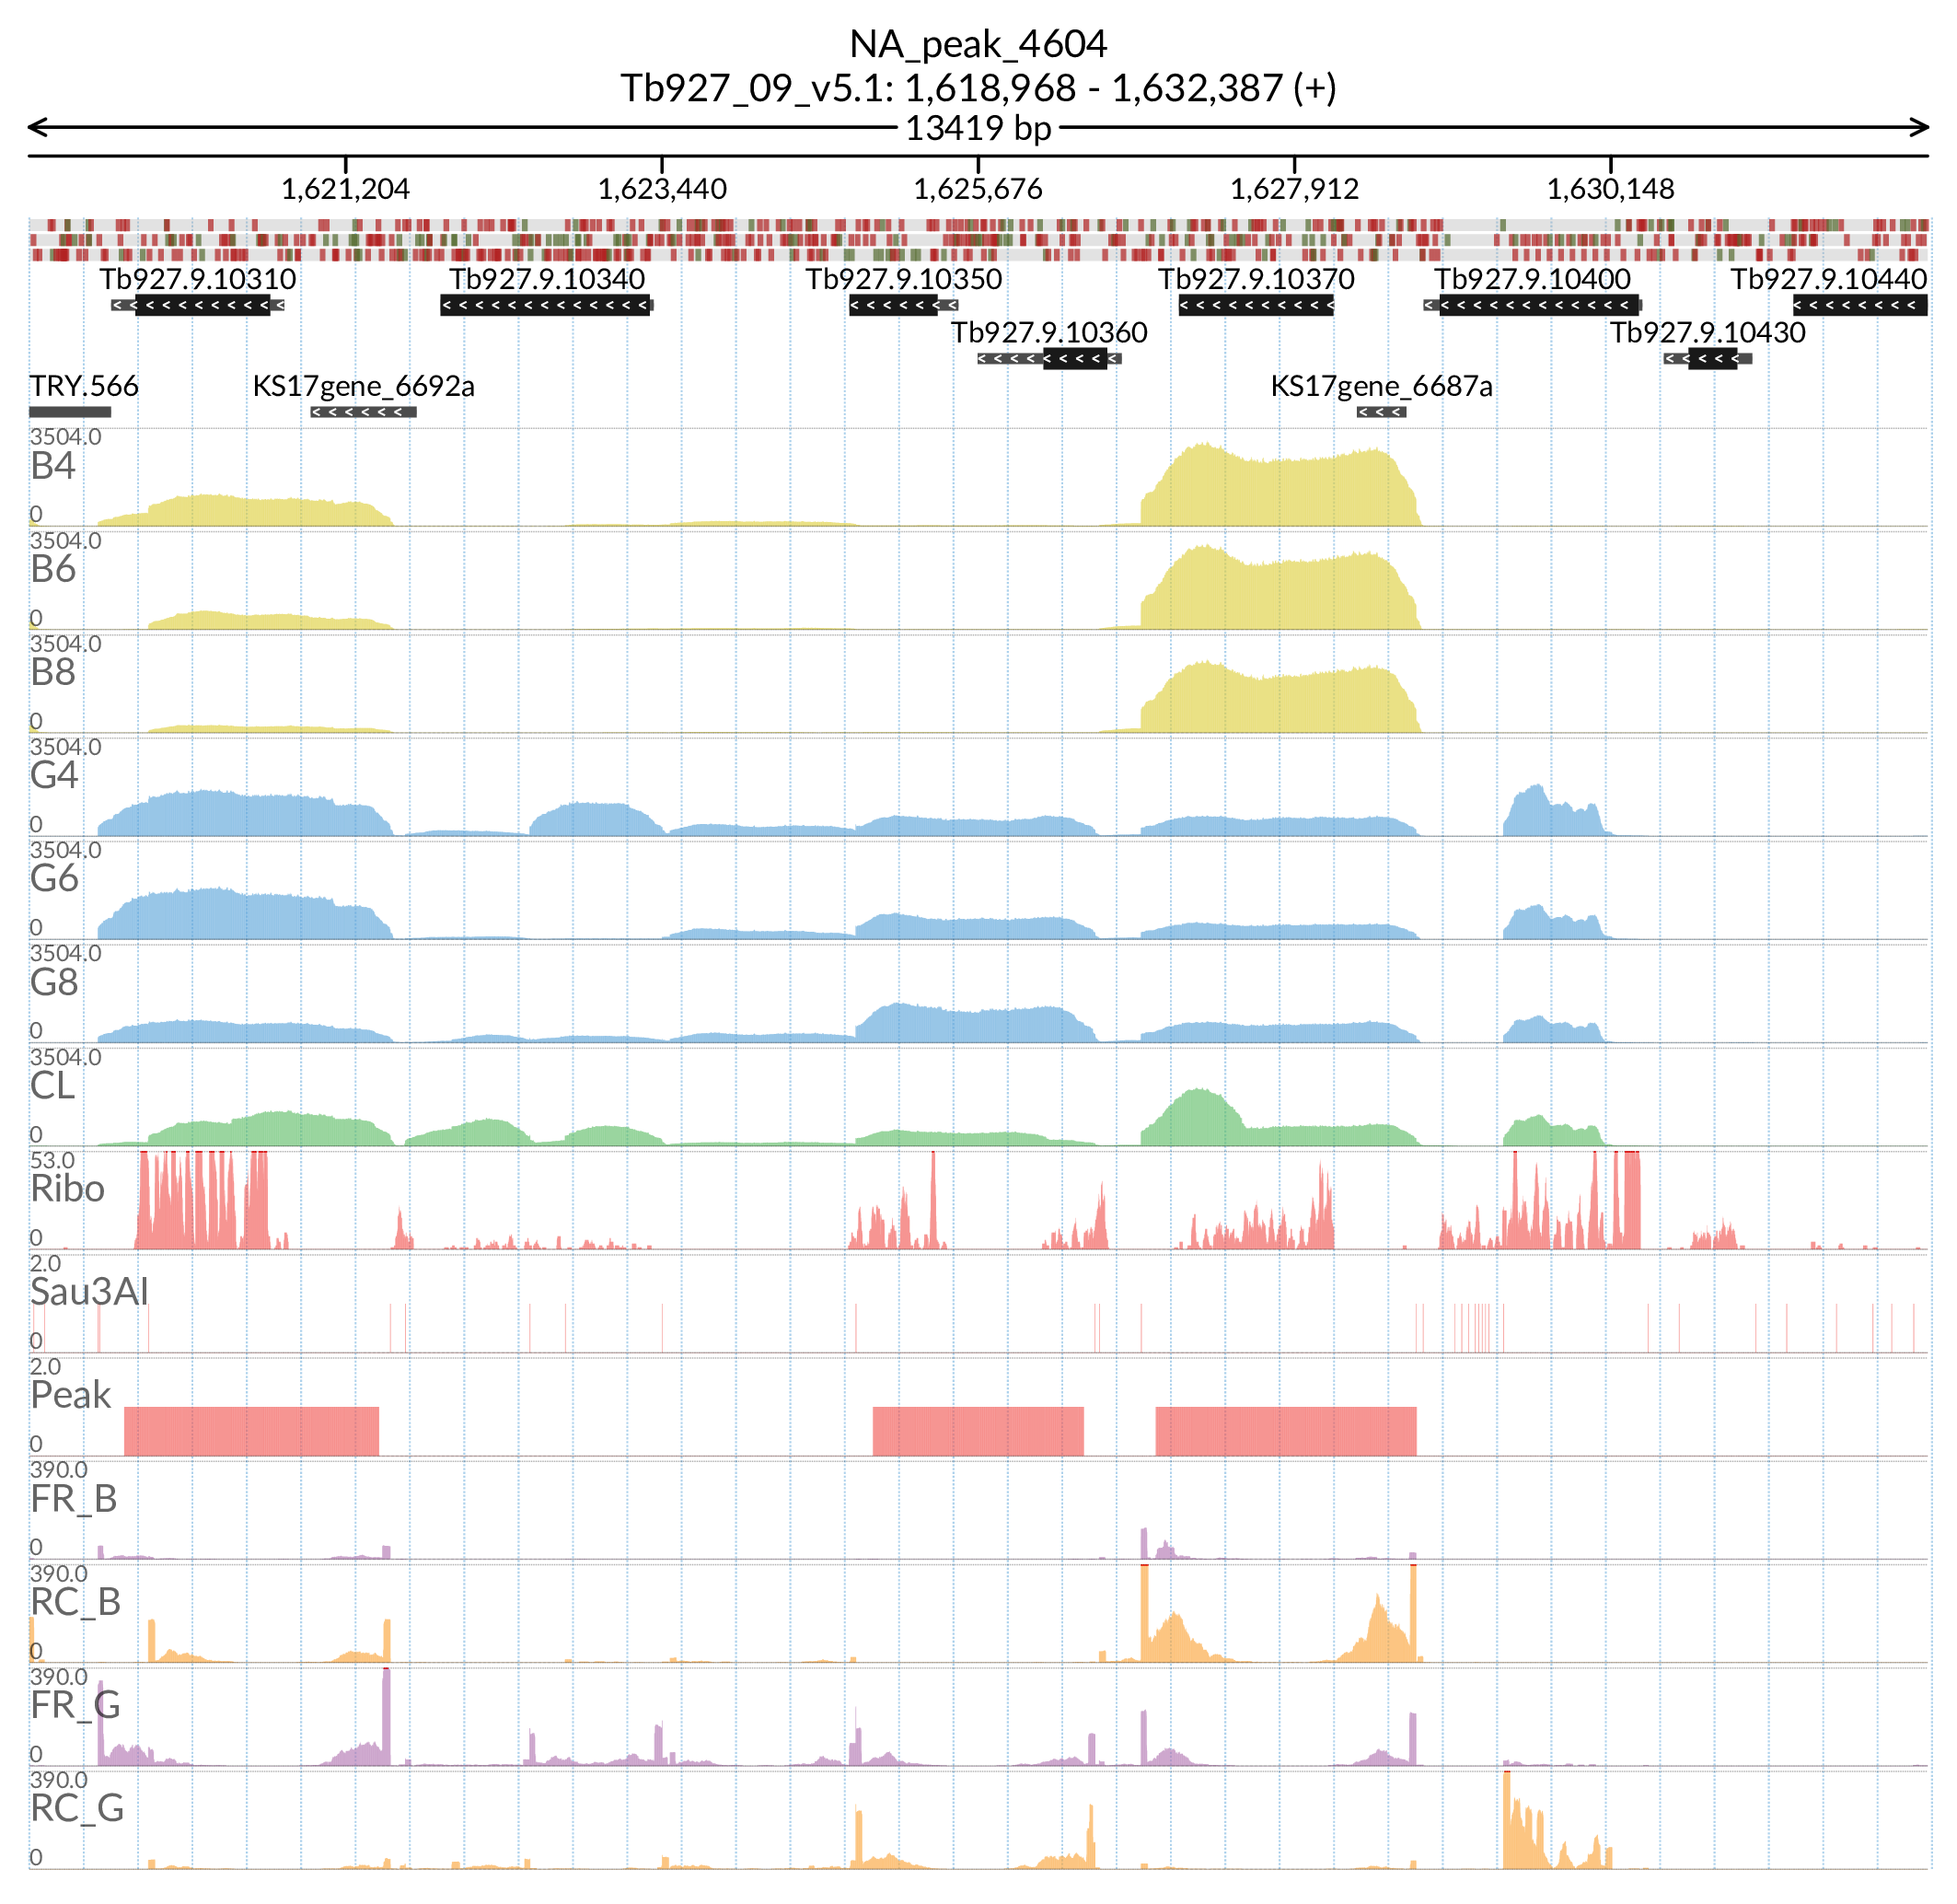 NA_peak_4604
Tb927_09_v5.1: 1,618,968 - 1,632,387 (+)
13419 bp
1,621,204 1,623,440 1,625,676 1,627,912 1,630,148
Tb927.9.10310 Tb927.9.10340 Tb927.9.10350 Tb927.9.10370 Tb927.9.10400 Tb927.9.10440
Tb927.9.10360 Tb927.9.10430
TRY.566 KS17gene_6692a KS17gene_6687a
3504.0
B4
0
3504.0
B6
0
3504.0
B8
0
3504.0
G4
0
3504.0
G6
0
3504.0
G8
0
3504.0
CL
0
53.0
Ribo
0
2.0
Sau3AI
0
2.0
Peak
0
390.0
FR_B
0
390.0
RC_B
0
390.0
FR_G
0
390.0
RC_G
0